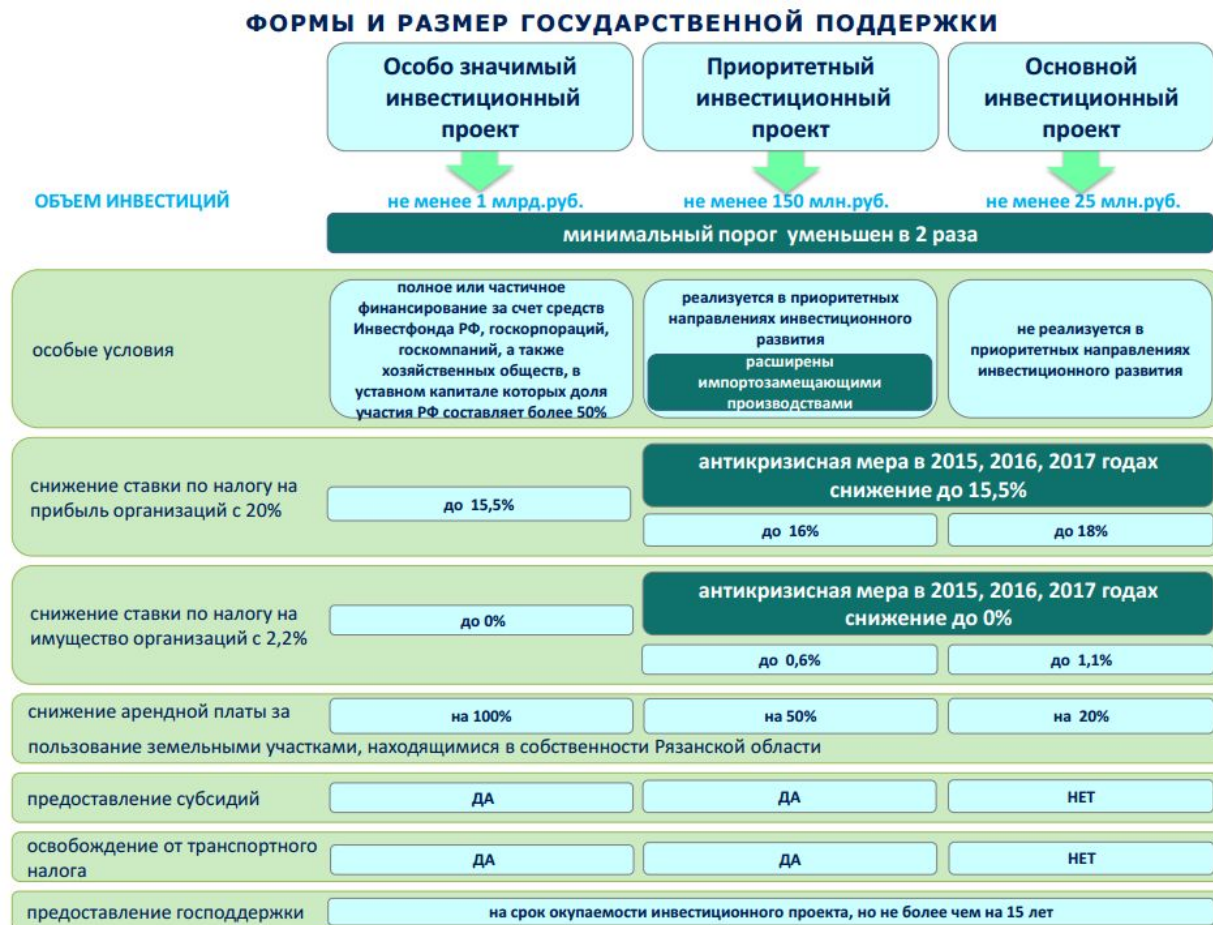 ФОРМЫ И РАЗМЕР ГОСУДАРСТВЕННОЙ ПОДДЕРЖКИ
Особо значимый
инвестиционный
проект
Приоритетный
инвестиционный
проект
Основной
инвестиционный
проект
ОБЪЕМ ИНВЕСТИЦИЙ
не менее 1 млрд.руб.
не менее 150 млн.руб.
не менее 25 млн.руб.
минимальный порог уменьшен в 2 раза
особые условия
полное или частичное
финансирование за счет средств
Инвестфонда РФ, госкорпораций,
госкомпаний, а также
хозяйственных обществ, в
уставном капитале которых доля
участия РФ составляет более 50%
реализуется в приоритетных
направлениях инвестиционного
развития
расширены
импортозамещающими
производствами
не реализуется в
приоритетных направлениях
инвестиционного развития
снижение ставки по налогу на
прибыль организаций с 20%
до 15,5%
антикризисная мера в 2015, 2016, 2017 годах
снижение до 15,5%
до 16%
до 18%
снижение ставки по налогу на
имущество организаций с 2,2%
до 0%
антикризисная мера в 2015, 2016, 2017 годах
снижение до 0%
до 0,6%
до 1,1%
снижение арендной платы за
пользование земельными участками, находящимися в собственности Рязанской области
на 100%
на 50%
на 20%
предоставление субсидий
ДА
ДА
НЕТ
освобождение от транспортного
налога
ДА
ДА
НЕТ
предоставление господдержки
на срок окупаемости инвестиционного проекта, но не более чем на 15 лет